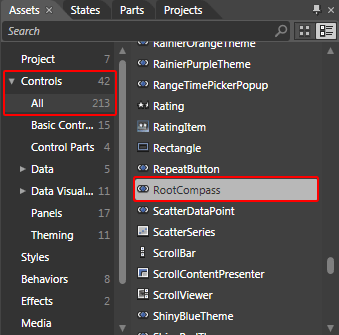 Assets × States Parts Projects
Search
Project 7
Controls 42
All 213
Basic Contr... 15
Control Parts 4
Data 5
Data Visual... 7
Panels 17
Theming 11
Styles
Behaviors 8
Effects 2
Media
RainierOrangeTheme
RainierPurpleTheme
RangeTimePickerPopup
Rating
RatingItem
Rectangle
RepeatButton
RootCompass
ScatterDataPoint
ScatterSeries
ScrollBar
ScrollContentPresenter
ScrollViewer
ShinyBlueTheme